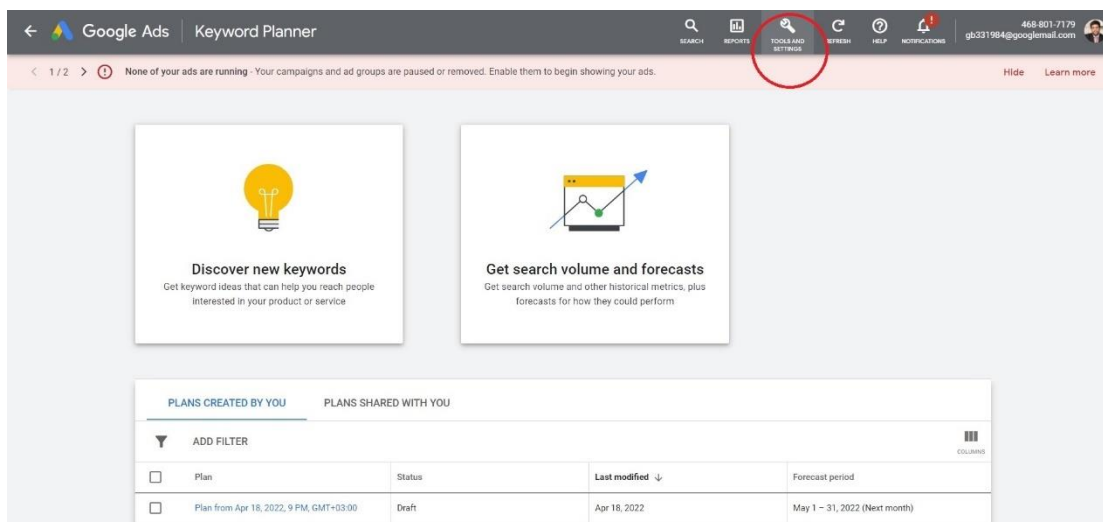 Google Ads Keyword Planner
SEARCH
REPORTS
TOOLS AND
SETTINGS
REFRESH
HELP
!
NOTIFICATIONS
468-801-7179
gb331984@googlemail.com
1 / 2 ! None of your ads are running - Your campaigns and ad groups are paused or removed. Enable them to begin showing your ads. Hide Learn more
Discover new keywords
Get keyword ideas that can help you reach people
interested in your product or service
Get search volume and forecasts
Get search volume and other historical metrics, plus
forecasts for how they could perform
PLANS CREATED BY YOU PLANS SHARED WITH YOU
ADD FILTER
COLUMNS
Plan Status Last modified Forecast period
Plan from Apr 18, 2022, 9 PM, GMT+03:00 Draft Apr 18, 2022 May 1 – 31, 2022 (Next month)